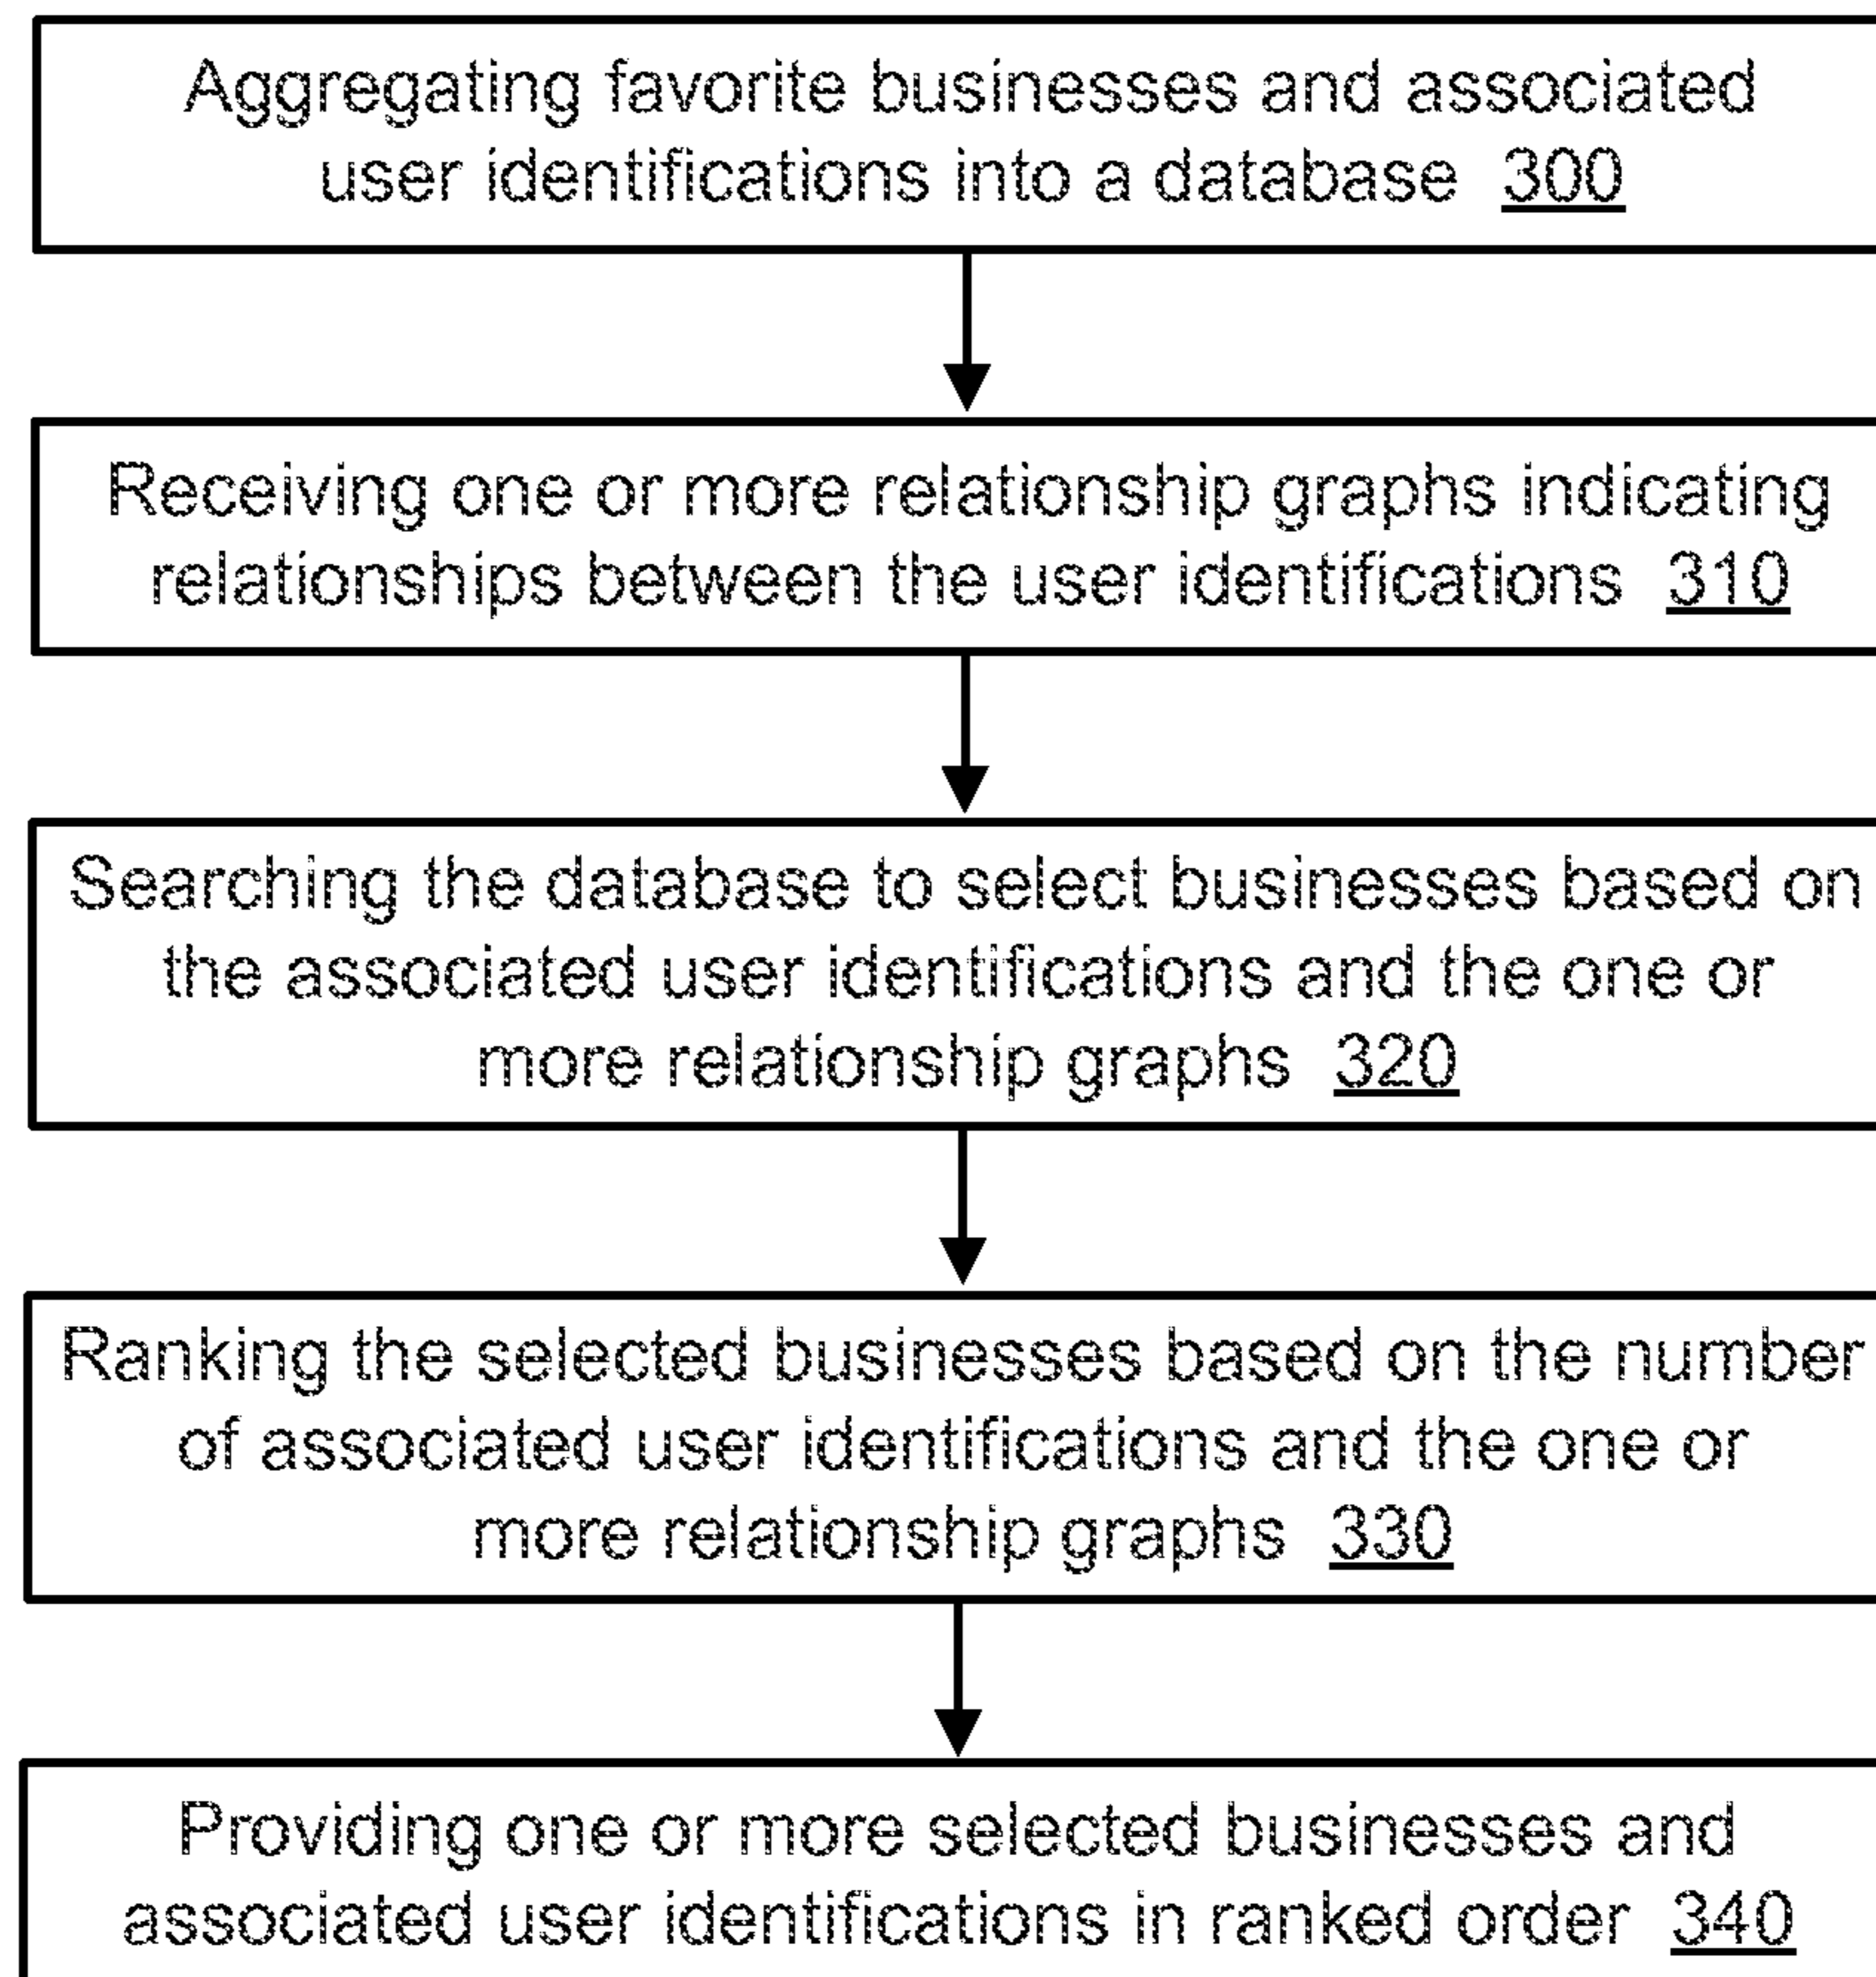 Aggregating favorite businesses and associated
user identifications into a database 300
Receiving one or more relationship graphs indicating
relationships between the user identifications 310
Searching the database to select businesses based on
the associated user identifications and the one or
more relationship graphs 320
Ranking the selected businesses based on the number
of associated user identifications and the one or
more relationship graphs 330
Providing one or more selected businesses and
associated user identifications in ranked order 340